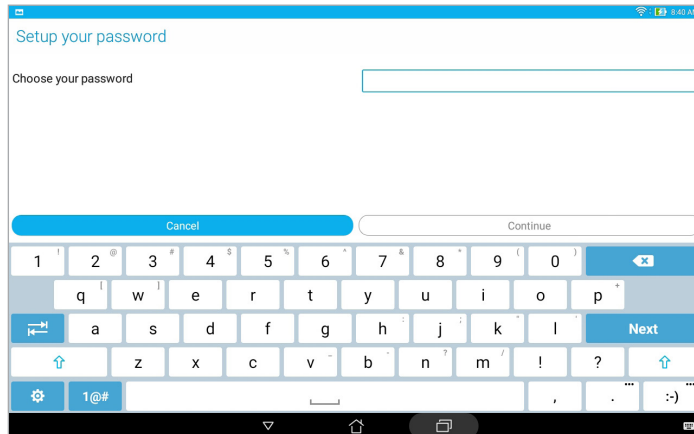 8:40 AM
Setup your password
Choose your password
Cancel Continue
1 ! 2 @ 3 # 4 $ 5 % 6 ^ 7 & 8 * 9 ( 0 )
q [ w ] e r t y u i o p +
a s d f g h : j ; k " l ' Next
z x c v - b - n ? m / ! ?
1@# , . ... :-) ...